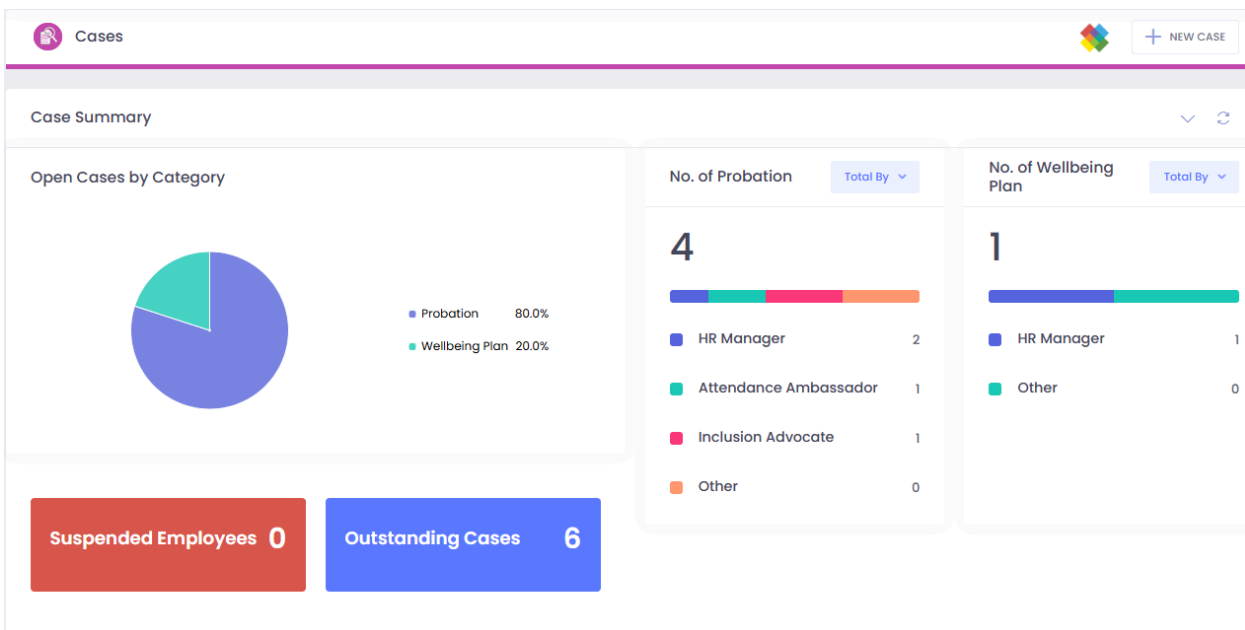 Cases
NEW CASE
Case Summary
Open Cases by Category
Probation 80.0%
Wellbeing Plan 20.0%
No. of Probation
Total By
4
HR Manager 2
Attendance Ambassador 1
Inclusion Advocate 1
Other 0
No. of Wellbeing
Plan
Total By
1
HR Manager 1
Other 0
Suspended Employees 0
Outstanding Cases 6